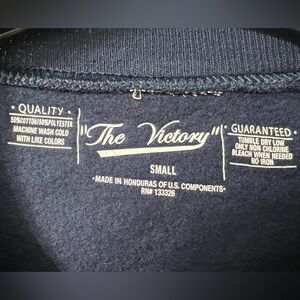 • QUALITY •
50%COTTON/50%POLYESTER
MACHINE WASH COLD
WITH LIKE COLORS
"The Victory"
SMALL
•MADE IN HONDURAS OF U.S. COMPONENTS•
RN# 133326
• GUARANTEED •
TUMBLE DRY LOW
ONLY NON CHLORINE
BLEACH WHEN NEEDED
NO IRON